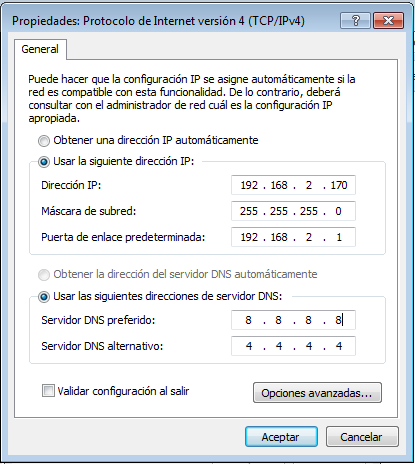 Propiedades: Protocolo de Internet versión 4 (TCP/IPv4)
General
Puede hacer que la configuración IP se asigne automáticamente si la
red es compatible con esta funcionalidad. De lo contrario, deberá
consultar con el administrador de red cuál es la configuración IP
apropiada.
Obtener una dirección IP automáticamente
Usar la siguiente dirección IP:
Dirección IP: 192 . 168 . 2 . 170
Máscara de subred: 255 . 255 . 255 . 0
Puerta de enlace predeterminada: 192 . 168 . 2 . 1
Obtener la dirección del servidor DNS automáticamente
Usar las siguientes direcciones de servidor DNS:
Servidor DNS preferido: 8 . 8 . 8 . 8
Servidor DNS alternativo: 4 . 4 . 4 . 4
Validar configuración al salir
Opciones avanzadas...
Aceptar Cancelar